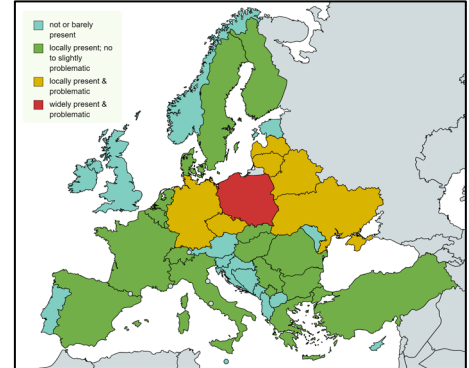 not or barely
present
locally present; no
to slightly
problematic
locally present &
problematic
widely present &
problematic